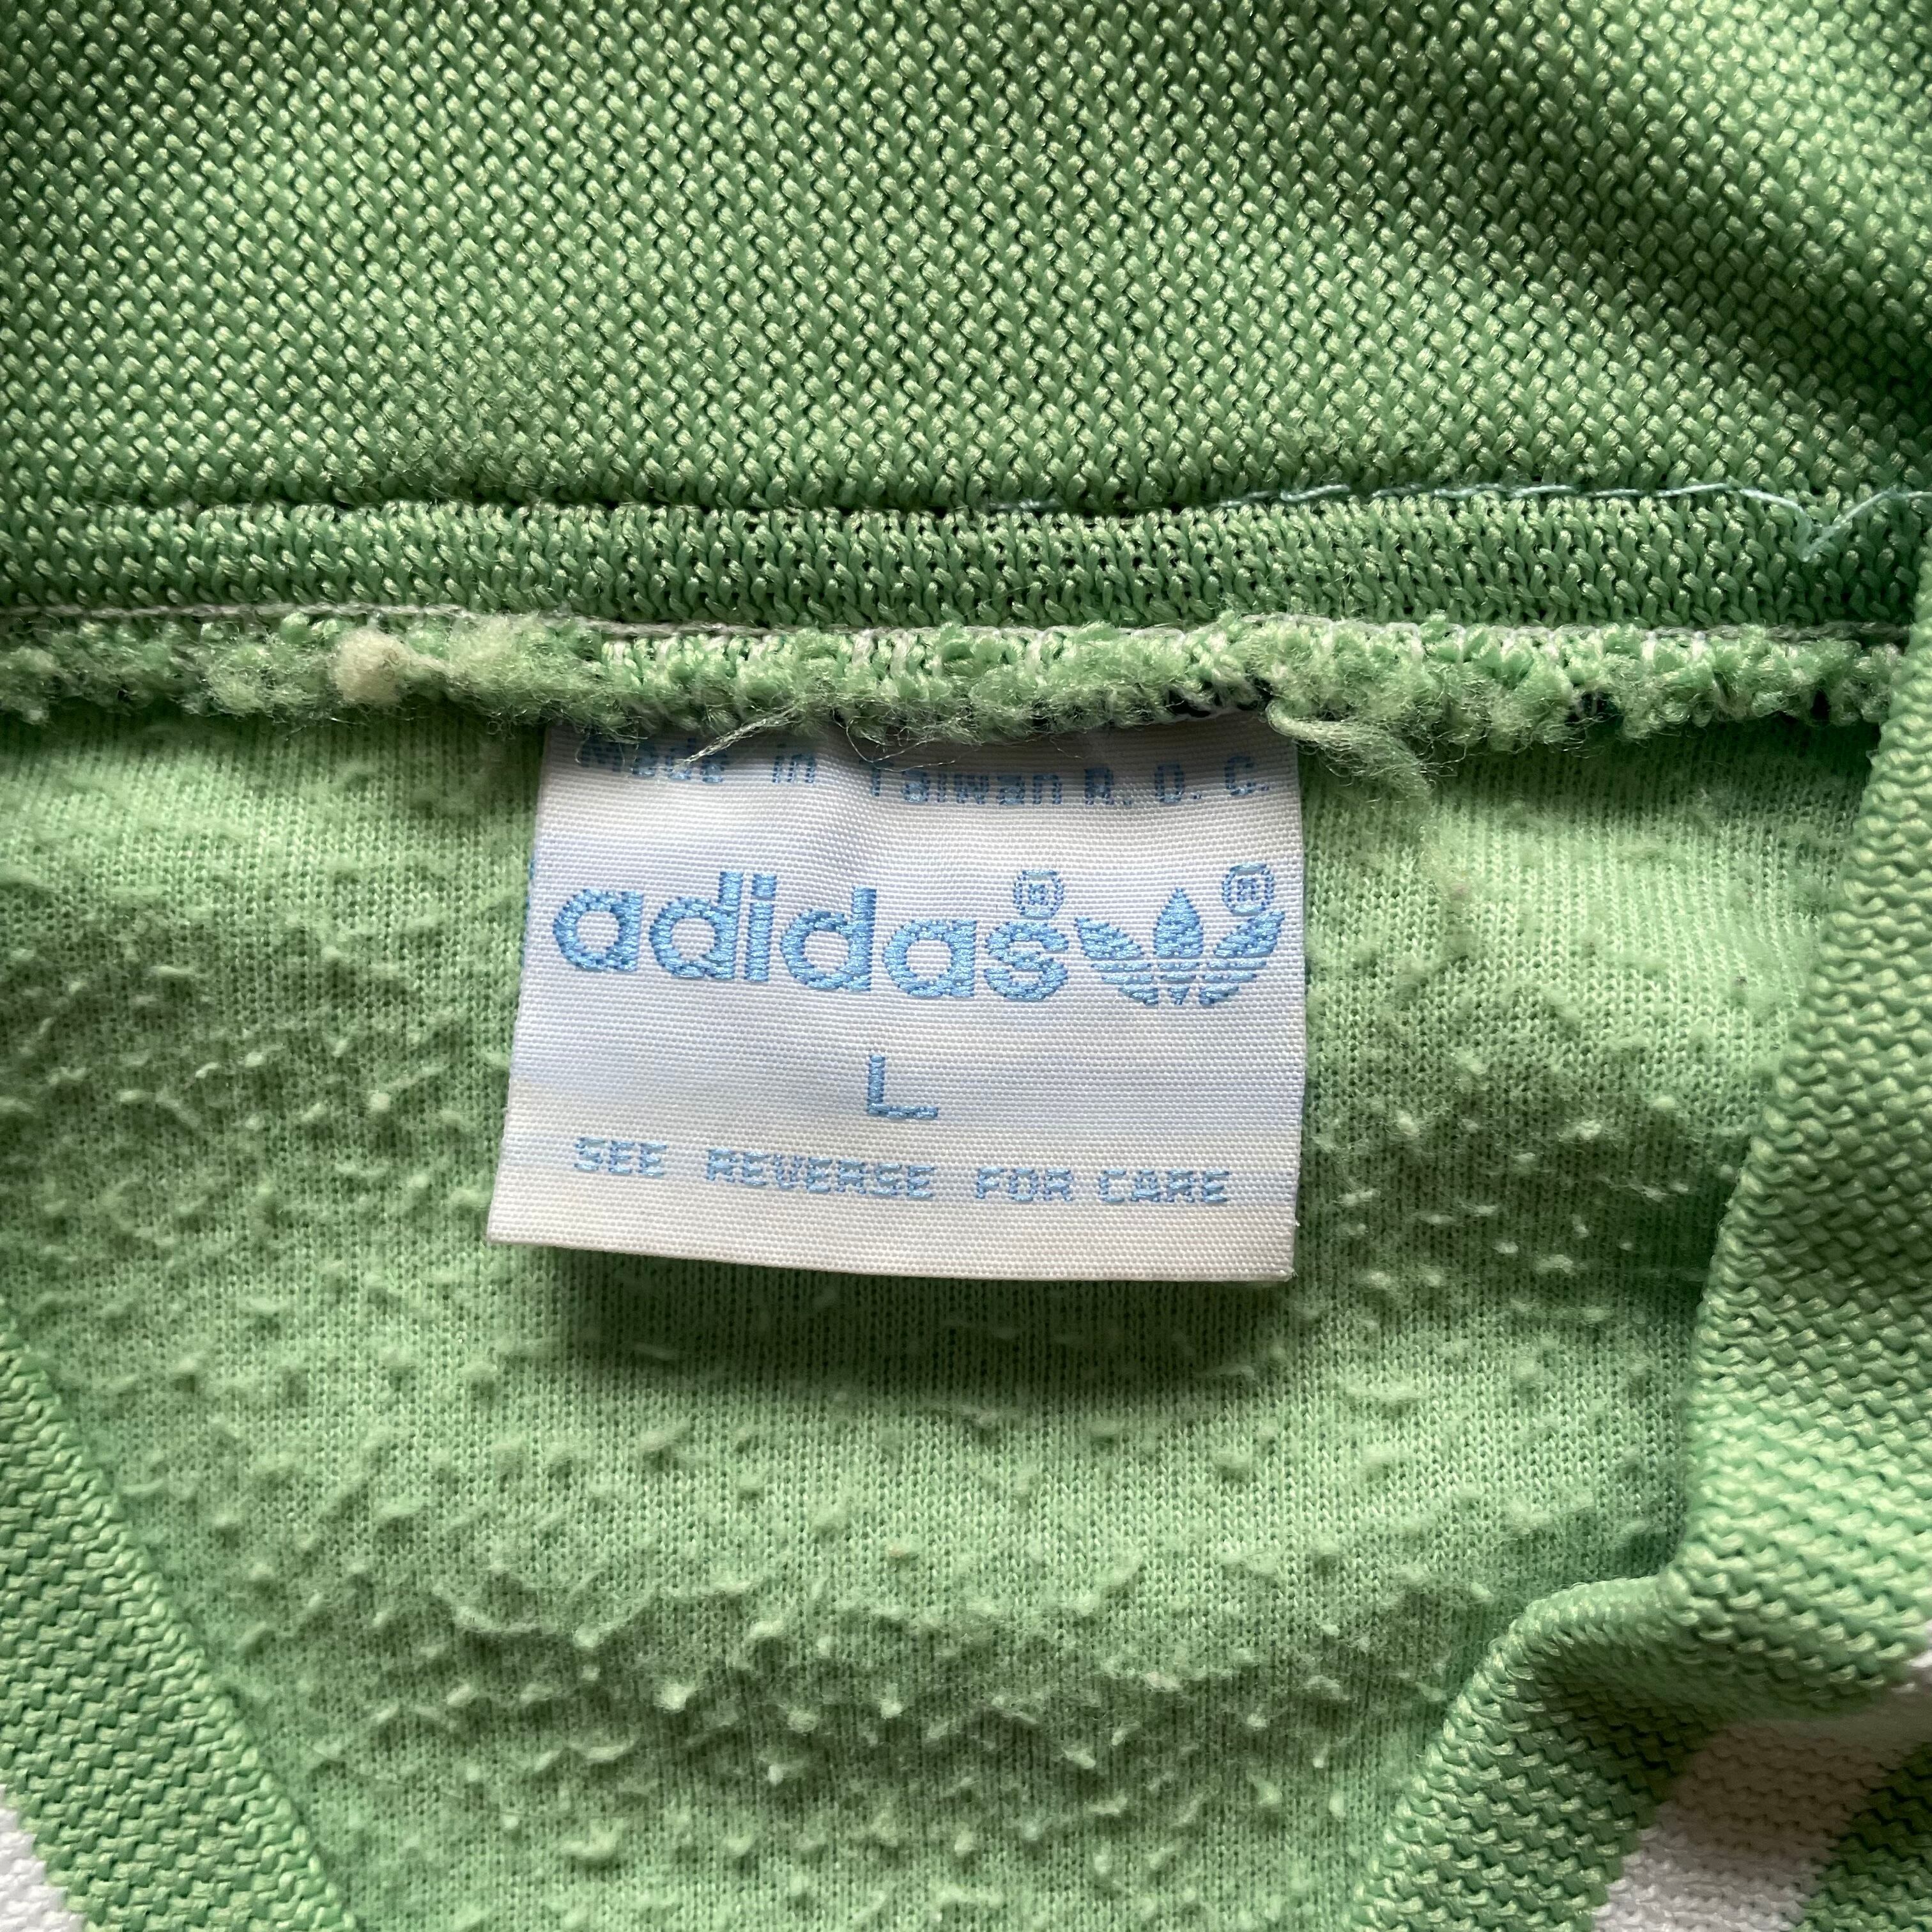 Made in Taiwan R.O.C.
adidas® ®
L
SEE REVERSE FOR CARE